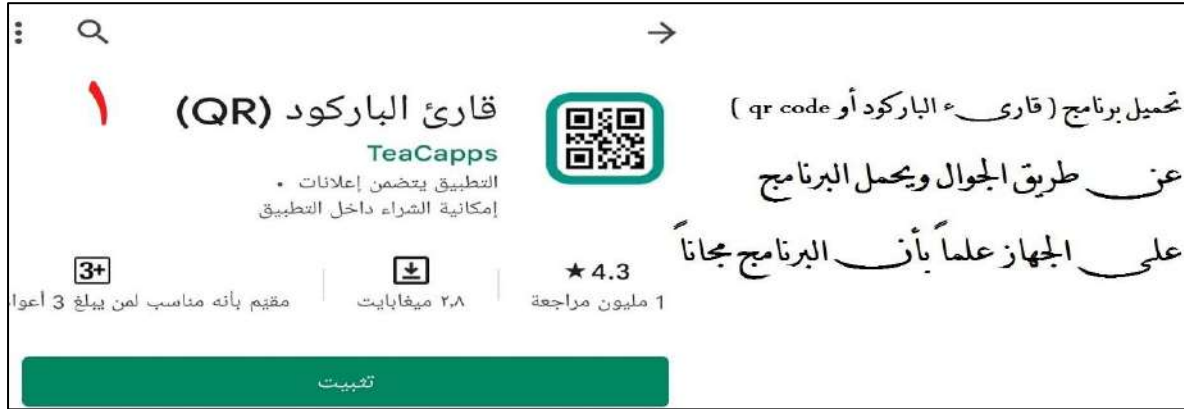 تحميل برنامج ( قارىء الباركود أو qr code )
عن طريق الجوال ويحمل البرنامج
على الجهاز علماً بأن البرنامج مجاناً
١
قارئ الباركود (QR)
TeaCapps
التطبيق يتضمن إعلانات •
إمكانية الشراء داخل التطبيق
4.3 ★
1 مليون مراجعة
٢٫٨ ميغابايت
3+
مقيّم بأنه مناسب لمن يبلغ 3 أعوا
تثبيت